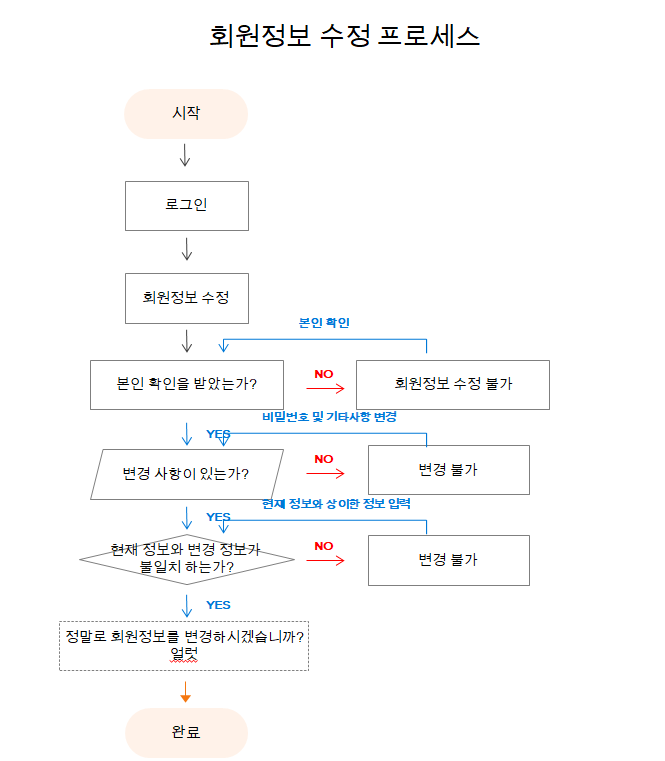 회원정보 수정 프로세스
시작
로그인
회원정보 수정
본인 확인
본인 확인을 받았는가?
NO
회원정보 수정 불가
비밀번호 및 기타사항 변경
YES
변경 사항이 있는가?
NO
변경 불가
현재 정보와 상이한 정보 입력
YES
현재 정보와 변경 정보가
불일치 하는가?
NO
변경 불가
YES
정말로 회원정보를 변경하시겠습니까?
얼럿
완료